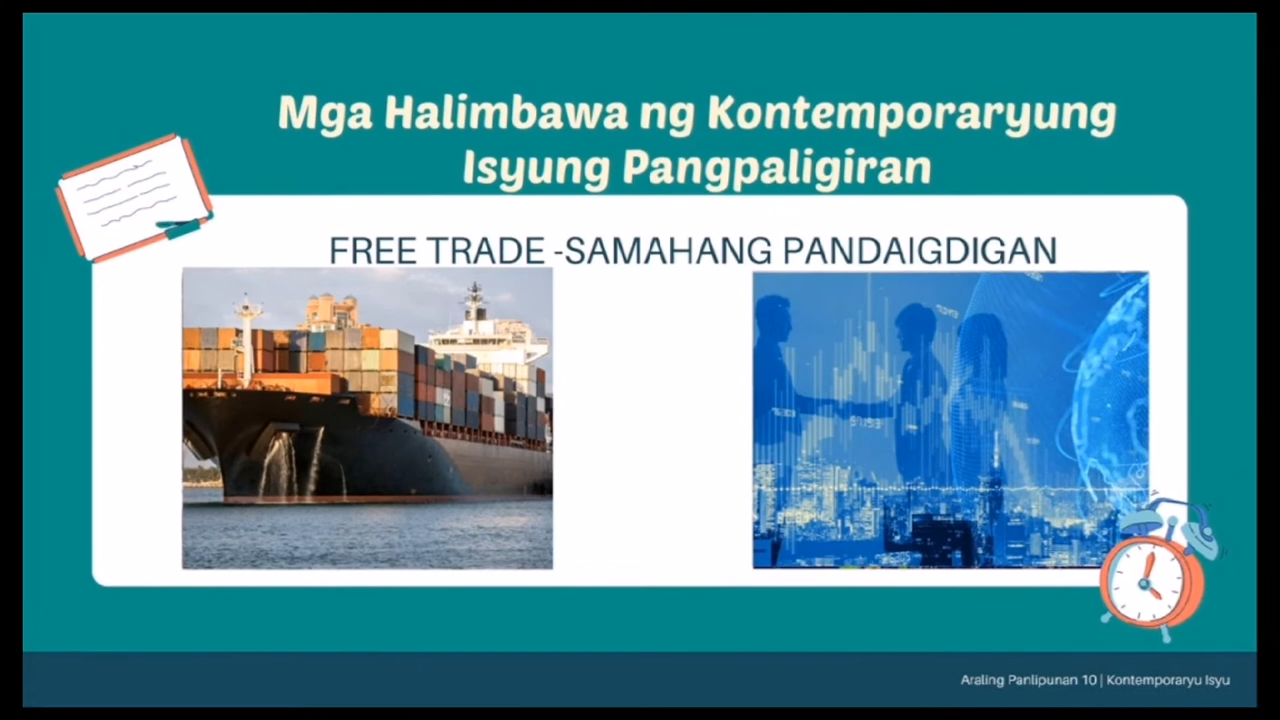 Mga Halimbawa ng Kontemporaryung
Isyung Pangpaligiran
FREE TRADE -SAMAHANG PANDAIGDIGAN
Araling Panlipunan 10 | Kontemporaryu Isyu